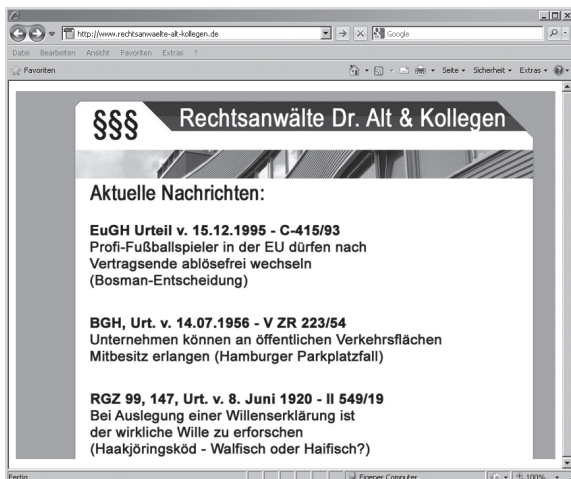 http://www.rechtsanwaelte-alt-kollegen.de
Google
Datei Bearbeiten Ansicht Favoriten Extras ?
Favoriten
Seite Sicherheit Extras
§§§
Rechtsanwälte Dr. Alt & Kollegen
Aktuelle Nachrichten:
EuGH Urteil v. 15.12.1995 - C-415/93
Profi-Fußballspieler in der EU dürfen nach
Vertragsende ablösefrei wechseln
(Bosman-Entscheidung)
BGH, Urt. v. 14.07.1956 - V ZR 223/54
Unternehmen können an öffentlichen Verkehrsflächen
Mitbesitz erlangen (Hamburger Parkplatzfall)
RGZ 99, 147, Urt. v. 8. Juni 1920 - II 549/19
Bei Auslegung einer Willenserklärung ist
der wirkliche Wille zu erforschen
(Haakjöringsköd - Walfisch oder Haifisch?)
Fertig
Eigener Computer
100%